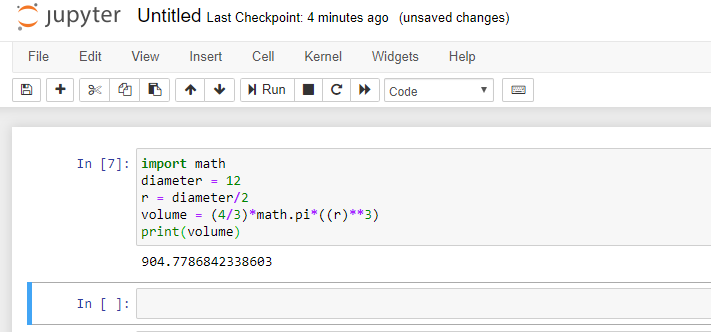 jupyter Untitled Last Checkpoint: 4 minutes ago (unsaved changes)
File Edit View Insert Cell Kernel Widgets Help
Run Code
In [7]: import math
diameter = 12
r = diameter/2
volume = (4/3)*math.pi*((r)**3)
print(volume)
904.7786842338603
In [ ]: